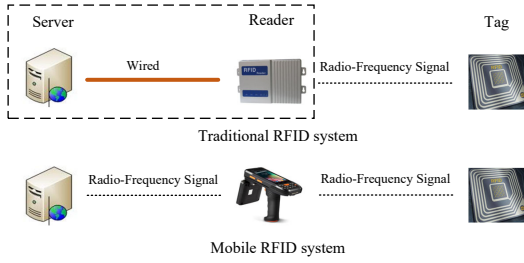 Server
Reader
Tag
RFID
Wired
Radio-Frequency Signal
Traditional RFID system
Radio-Frequency Signal
Radio-Frequency Signal
Mobile RFID system